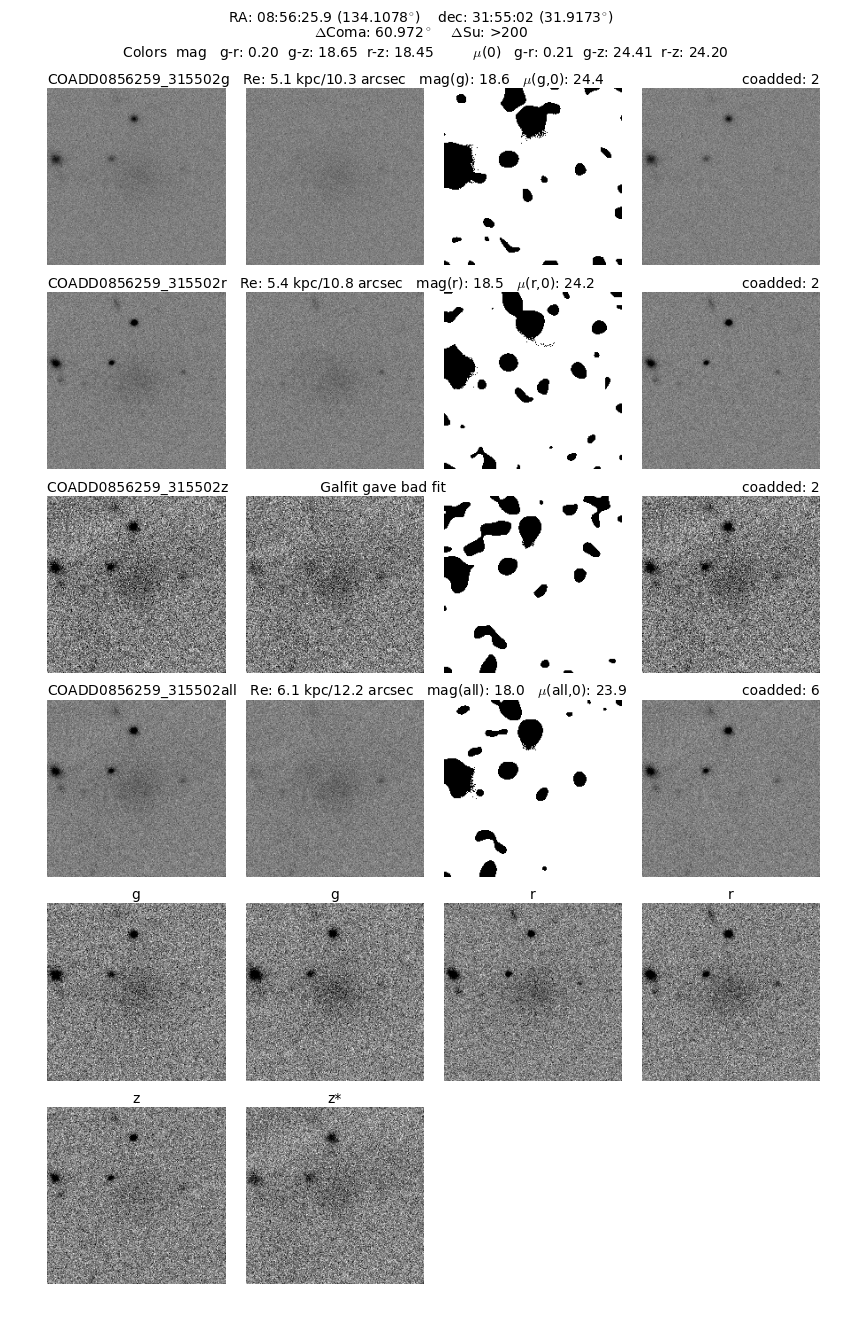 RA: 08:56:25.9 (134.1078°)    dec: 31:55:02 (31.9173°)
ΔComa: 60.972°    ΔSu: >200
Colors  mag   g-r: 0.20  g-z: 18.65  r-z: 18.45    μ(0)   g-r: 0.21  g-z: 24.41  r-z: 24.20
COADD0856259_315502g   Re: 5.1 kpc/10.3 arcsec   mag(g): 18.6   μ(g,0): 24.4    coadded: 2
COADD0856259_315502r   Re: 5.4 kpc/10.8 arcsec   mag(r): 18.5   μ(r,0): 24.2    coadded: 2
COADD0856259_315502z    Galfit gave bad fit    coadded: 2
COADD0856259_315502all   Re: 6.1 kpc/12.2 arcsec   mag(all): 18.0   μ(all,0): 23.9    coadded: 6
g    g    r    r
z    z*